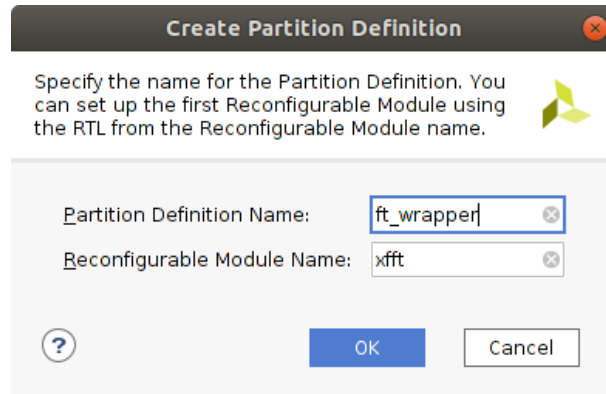 Create Partition Definition
Specify the name for the Partition Definition. You
can set up the first Reconfigurable Module using
the RTL from the Reconfigurable Module name.
Partition Definition Name: ft_wrapper
Reconfigurable Module Name: xfft
? OK Cancel